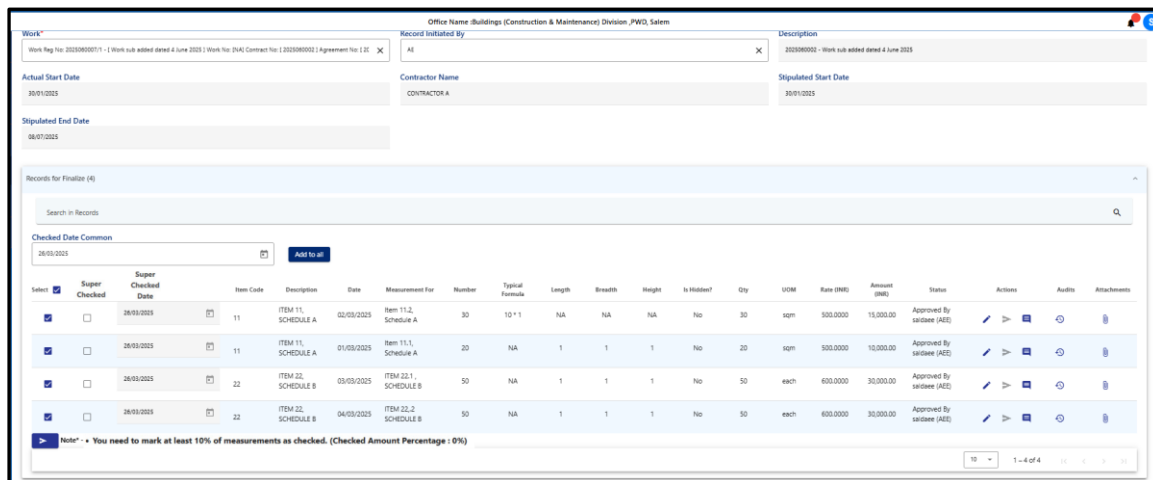 Office Name :Buildings (Construction & Maintenance) Division ,PWD, Salem
Work* Record Initiated By Description
Work Reg No: 2025060007/1 - [ Work sub added dated 4 June 2025 ] Work No: [NA] Contract No: [ 2025060002 ] Agreement No: [ 20 X AE X 2025060002 - Work sub added dated 4 June 2025
Actual Start Date Contractor Name Stipulated Start Date
30/01/2025 CONTRACTOR A 30/01/2025
Stipulated End Date
08/07/2025
Records for Finalize (4)
Search in Records
Checked Date Common
28/03/2025 Add to all
Select Super Checked Super Checked Date Item Code Description Date Measurement For Number Typical Formula Length Breadth Height Is Hidden? Qty UOM Rate (INR) Amount (INR) Status Actions Audits Attachments
28/03/2025 11 ITEM 11, SCHEDULE A 02/03/2025 Item 11.2, Schedule A 30 10 * 1 NA NA NA No 30 sqm 500.0000 15,000.00 Approved By saidaee (AEE)
28/03/2025 11 ITEM 11, SCHEDULE A 01/03/2025 Item 11.1, Schedule A 20 NA 1 1 1 No 20 sqm 500.0000 10,000.00 Approved By saidaee (AEE)
28/03/2025 22 ITEM 22, SCHEDULE B 03/03/2025 ITEM 22.1 , SCHEDULE B 50 NA 1 1 1 No 50 each 600.0000 30,000.00 Approved By saidaee (AEE)
28/03/2025 22 ITEM 22, SCHEDULE B 04/03/2025 ITEM 22,.2 SCHEDULE B 50 NA 1 1 1 No 50 each 600.0000 30,000.00 Approved By saidaee (AEE)
Note* - • You need to mark at least 10% of measurements as checked. (Checked Amount Percentage : 0%)
10 1 – 4 of 4